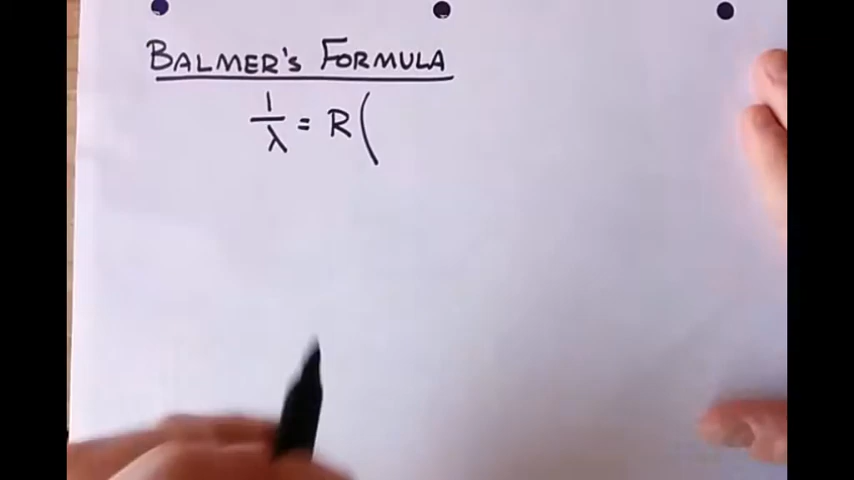 BALMER'S FORMULA
1/λ = R (